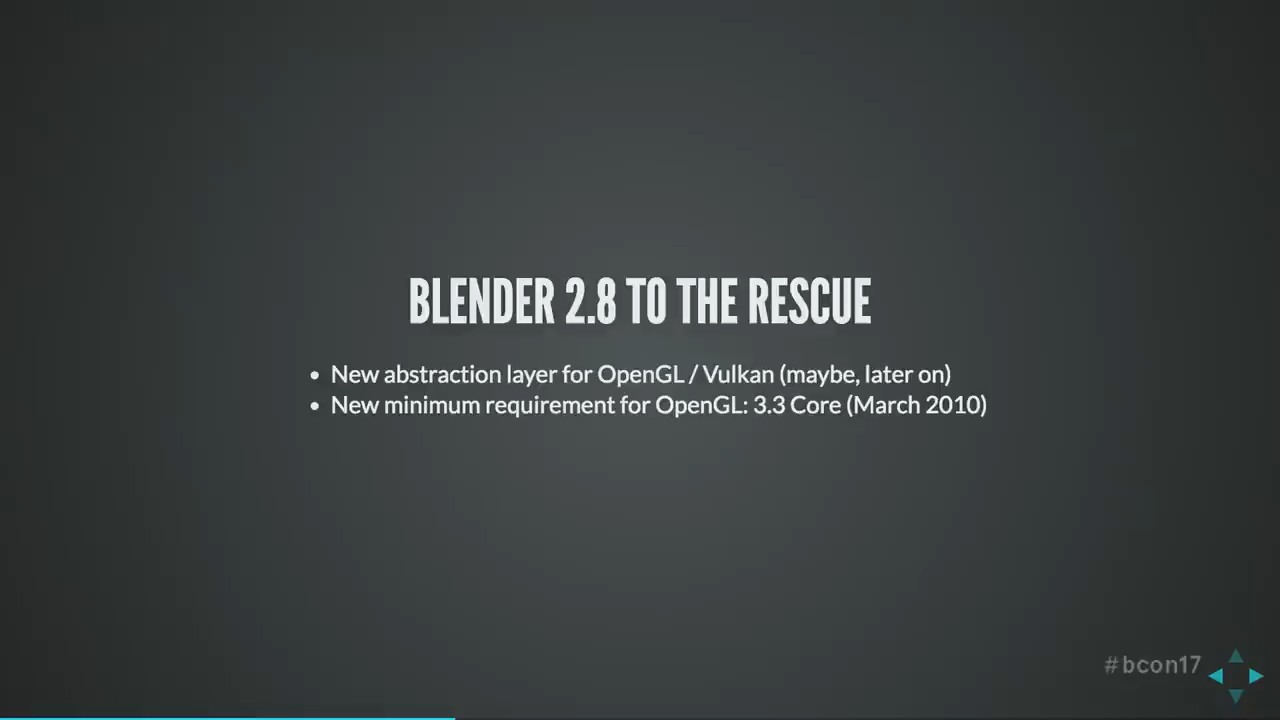 BLENDER 2.8 TO THE RESCUE
• New abstraction layer for OpenGL / Vulkan (maybe, later on)
• New minimum requirement for OpenGL: 3.3 Core (March 2010)
#bcon17